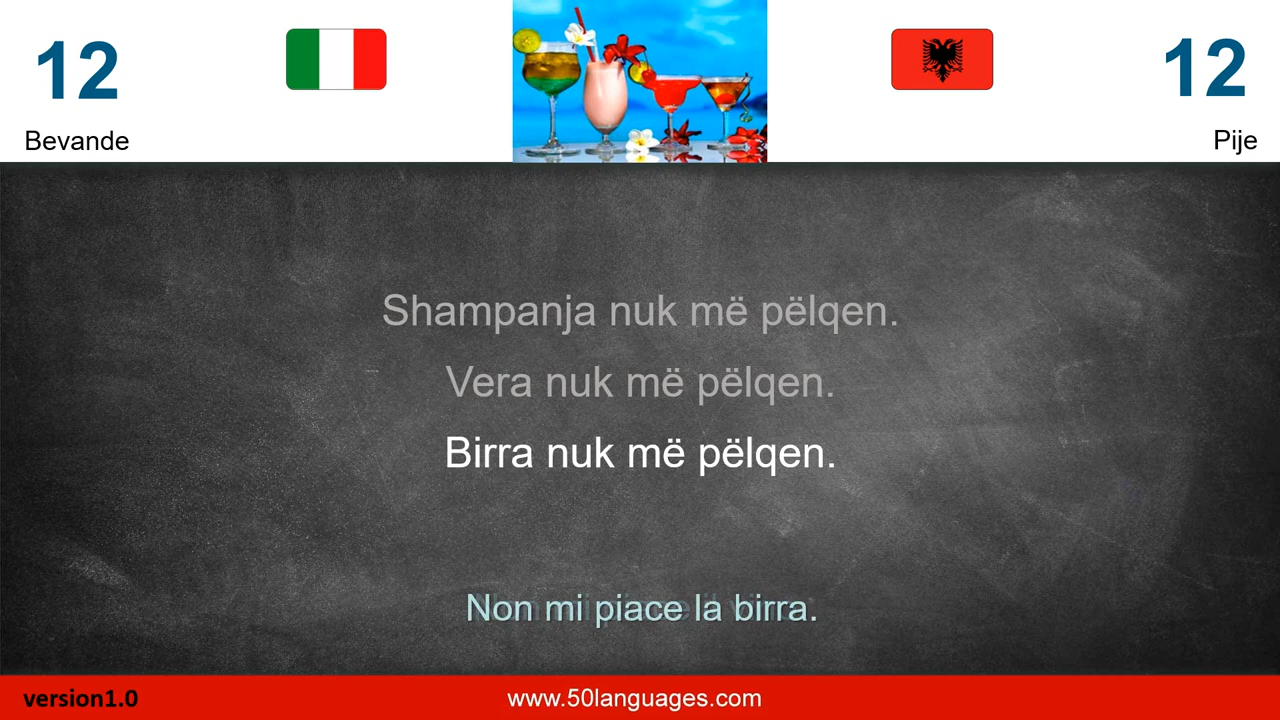 12
12
Bevande
Pije
Shampanja nuk më pëlqen.
Vera nuk më pëlqen.
Birra nuk më pëlqen.
Non mi piace la birra.
version1.0
www.50languages.com